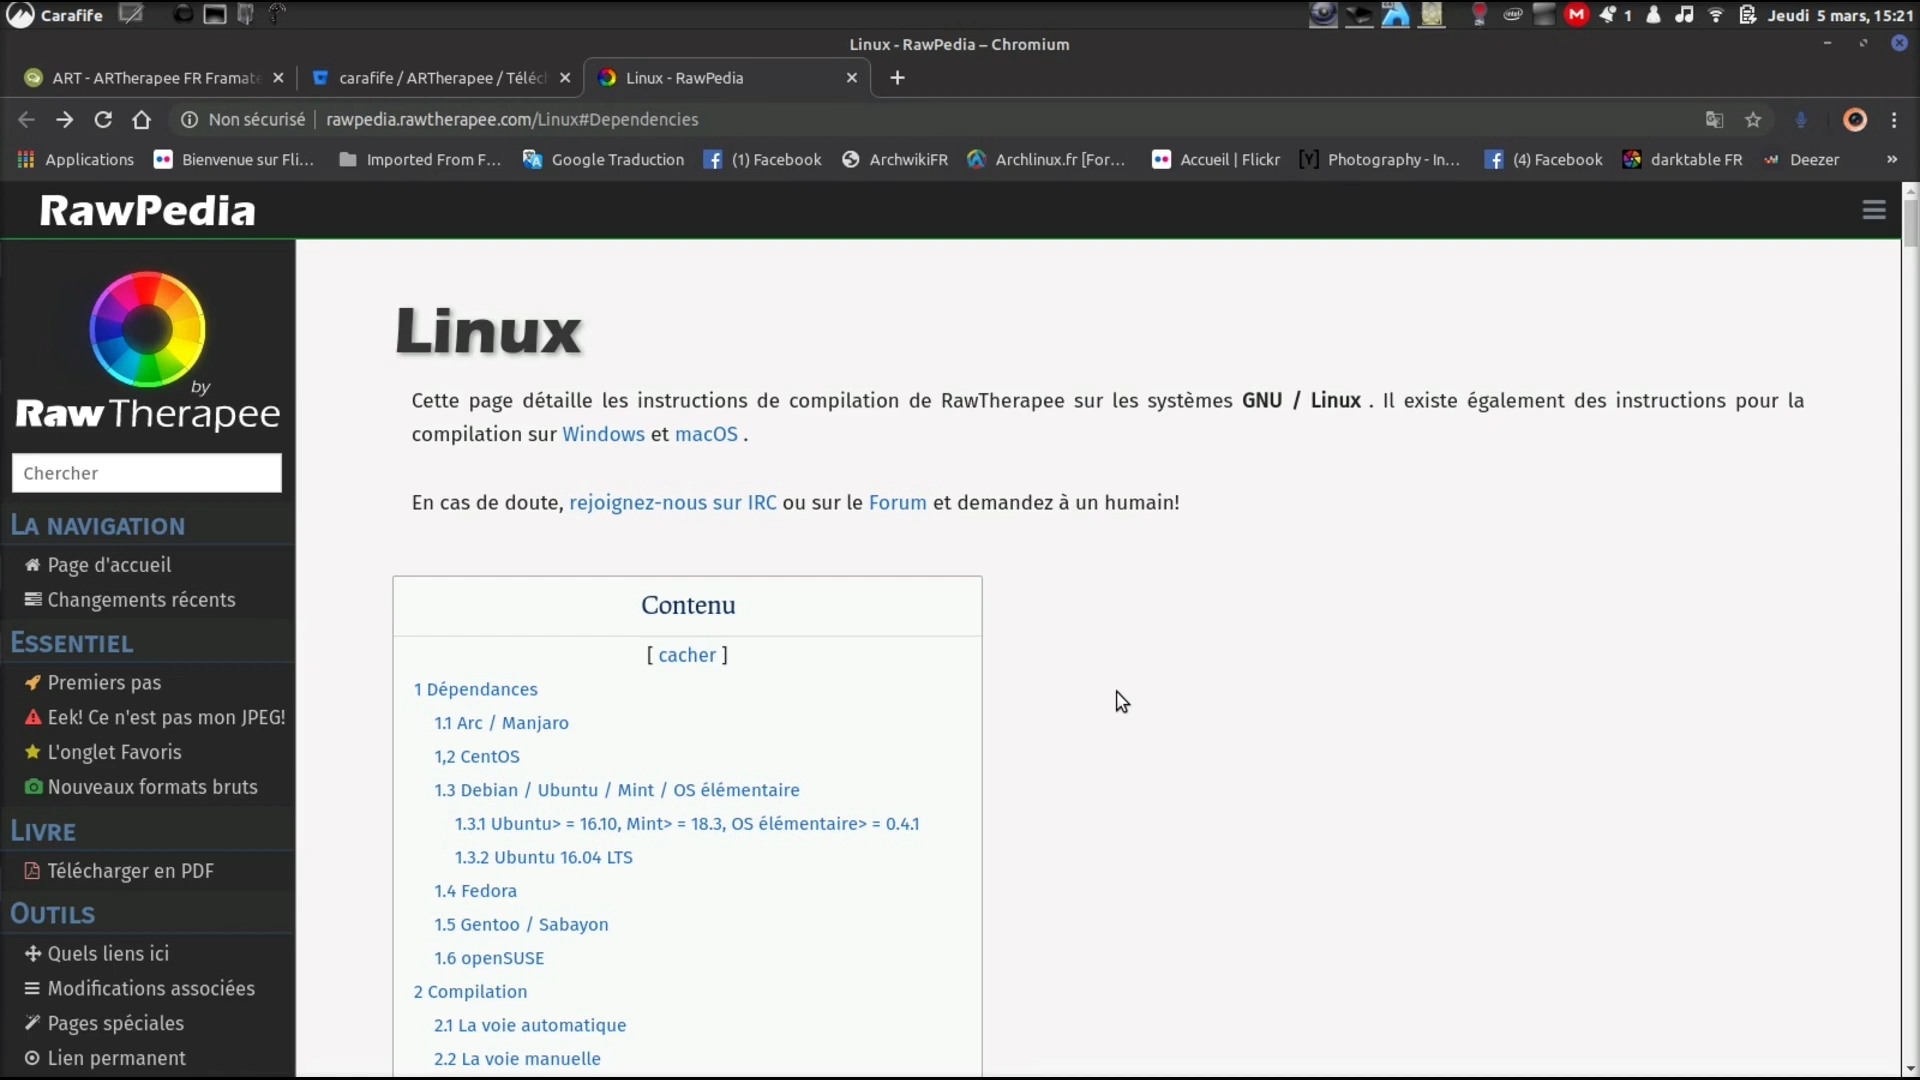 Carafife
1
Jeudi 5 mars, 15:21
Linux - RawPedia – Chromium
ART - ARTherapee FR Framate
carafife / ARTherapee / Téléch
Linux - RawPedia
Non sécurisé
rawpedia.rawtherapee.com/Linux#Dependencies
Applications
Bienvenue sur Fli...
Imported From F...
Google Traduction
(1) Facebook
ArchwikiFR
Archlinux.fr [For...
Accueil | Flickr
Photography - In...
(4) Facebook
darktable FR
Deezer
»
RawPedia
by
RawTherapee
Chercher
La navigation
Page d'accueil
Changements récents
Essentiel
Premiers pas
Eek! Ce n'est pas mon JPEG!
L'onglet Favoris
Nouveaux formats bruts
Livre
Télécharger en PDF
Outils
Quels liens ici
Modifications associées
Pages spéciales
Lien permanent
Linux
Cette page détaille les instructions de compilation de RawTherapee sur les systèmes GNU / Linux . Il existe également des instructions pour la
compilation sur Windows et macOS .
En cas de doute, rejoignez-nous sur IRC ou sur le Forum et demandez à un humain!
Contenu
[ cacher ]
1 Dépendances
1.1 Arc / Manjaro
1,2 CentOS
1.3 Debian / Ubuntu / Mint / OS élémentaire
1.3.1 Ubuntu> = 16.10, Mint> = 18.3, OS élémentaire> = 0.4.1
1.3.2 Ubuntu 16.04 LTS
1.4 Fedora
1.5 Gentoo / Sabayon
1.6 openSUSE
2 Compilation
2.1 La voie automatique
2.2 La voie manuelle